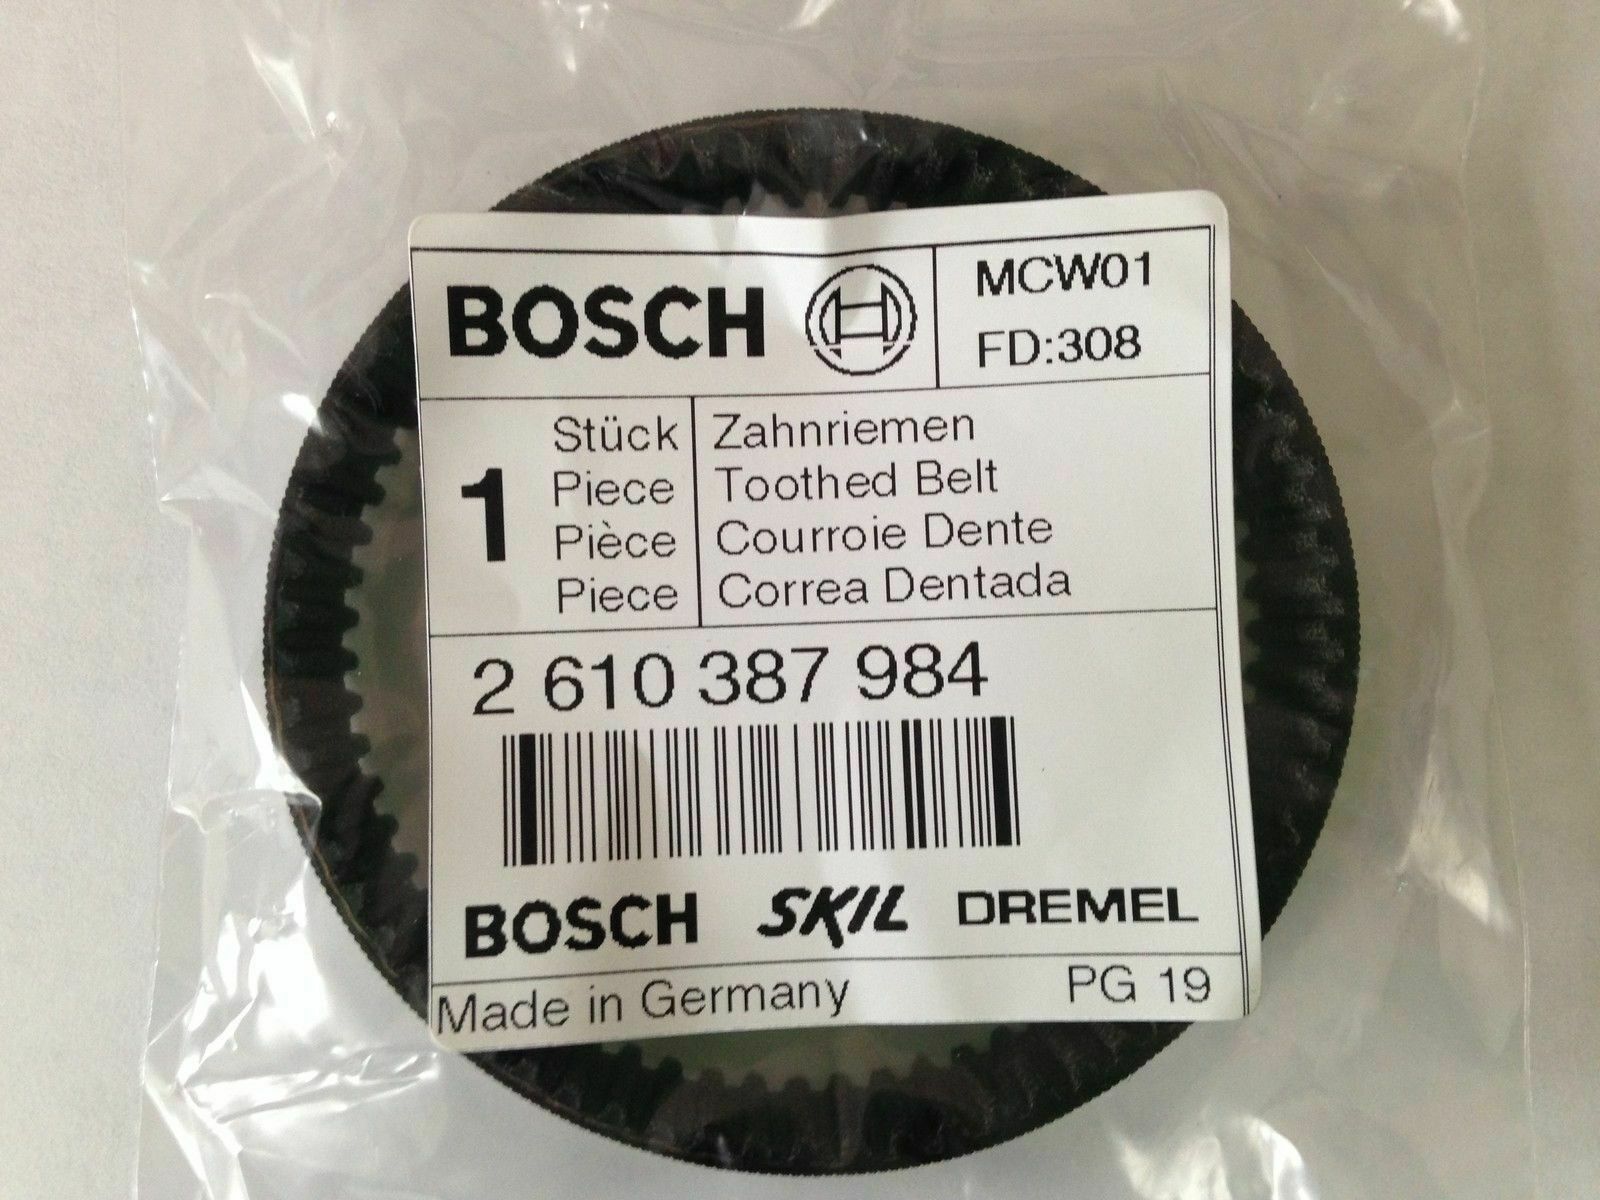 BOSCH
MCW01
FD:308
1
Stück
Piece
Pièce
Piece
Zahnriemen
Toothed Belt
Courroie Dente
Correa Dentada
2 610 387 984
BOSCH SKIL DREMEL
Made in Germany PG 19